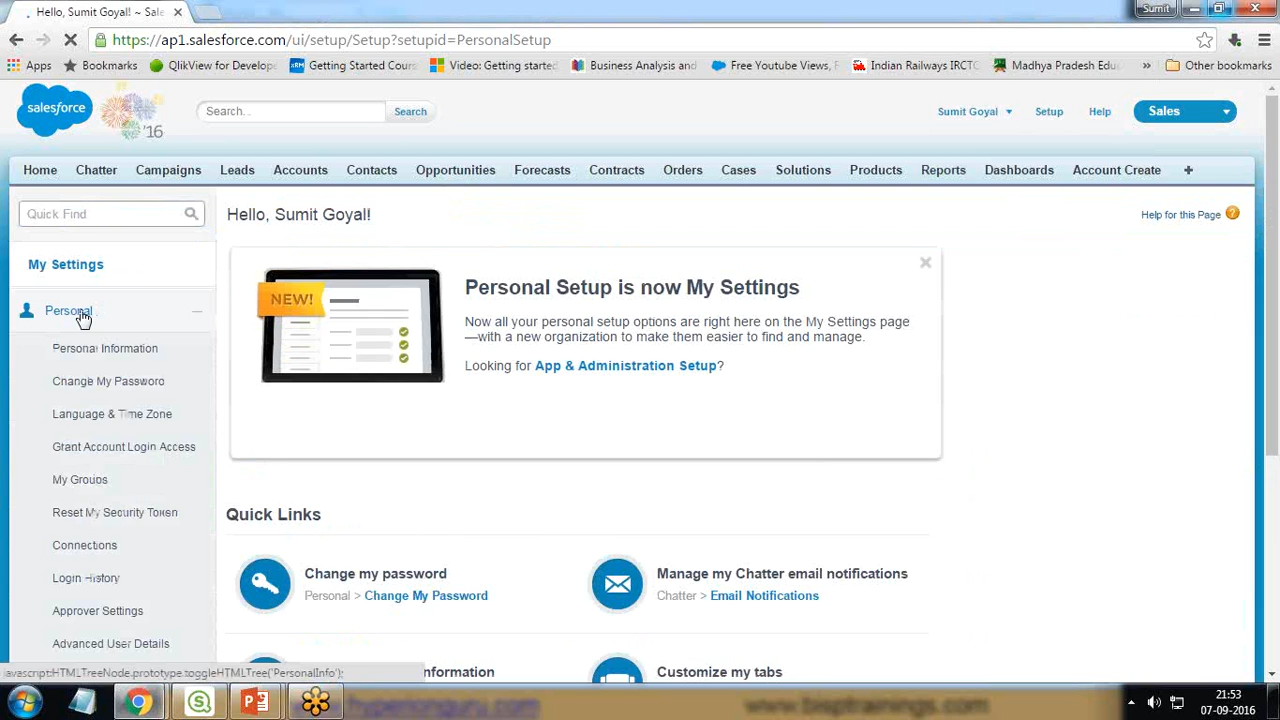 Hello, Sumit Goyal! ~ Sales
Sumit
https://ap1.salesforce.com/ui/setup/Setup?setupid=PersonalSetup
Apps
Bookmarks
QlikView for Develope
Getting Started Cour
Video: Getting starte
Business Analysis and
Free Youtube Views,
Indian Railways IRCTC
Madhya Pradesh Edu
»
Other bookmarks
salesforce
'16
Search...
Search
Sumit Goyal
Setup
Help
Sales
Home
Chatter
Campaigns
Leads
Accounts
Contacts
Opportunities
Forecasts
Contracts
Orders
Cases
Solutions
Products
Reports
Dashboards
Account Create
+
Quick Find
Hello, Sumit Goyal!
Help for this Page
My Settings
Personal
Personal Information
Change My Password
Language & Time Zone
Grant Account Login Access
My Groups
Reset My Security Token
Connections
Login History
Approver Settings
Advanced User Details
NEW!
Personal Setup is now My Settings
Now all your personal setup options are right here on the My Settings page
—with a new organization to make them easier to find and manage.
Looking for App & Administration Setup?
Quick Links
Change my password
Personal > Change My Password
Manage my Chatter email notifications
Chatter > Email Notifications
information
Customize my tabs
javascript:HTMLTreeNode.prototype.toggleHTMLTree('PersonalInfo');
www.bisptrainings.com
21:53
07-09-2016